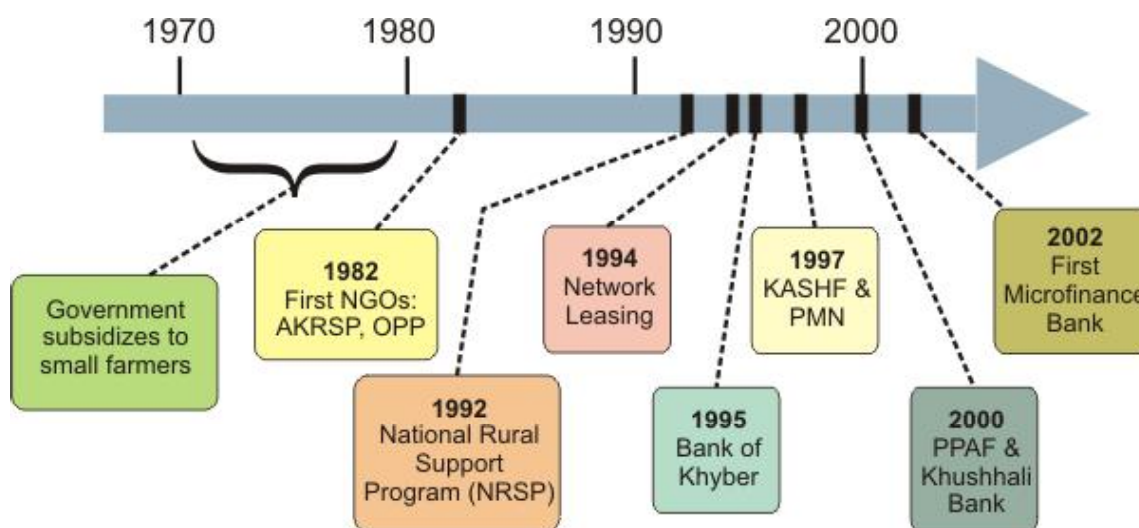 1970
1980
1990
2000
Government
subsidizes to
small farmers
1982
First NGOs:
AKRSP, OPP
1992
National Rural
Support
Program (NRSP)
1994
Network
Leasing
1995
Bank of
Khyber
1997
KASHF &
PMN
2000
PPAF &
Khushhali
Bank
2002
First
Microfinance
Bank